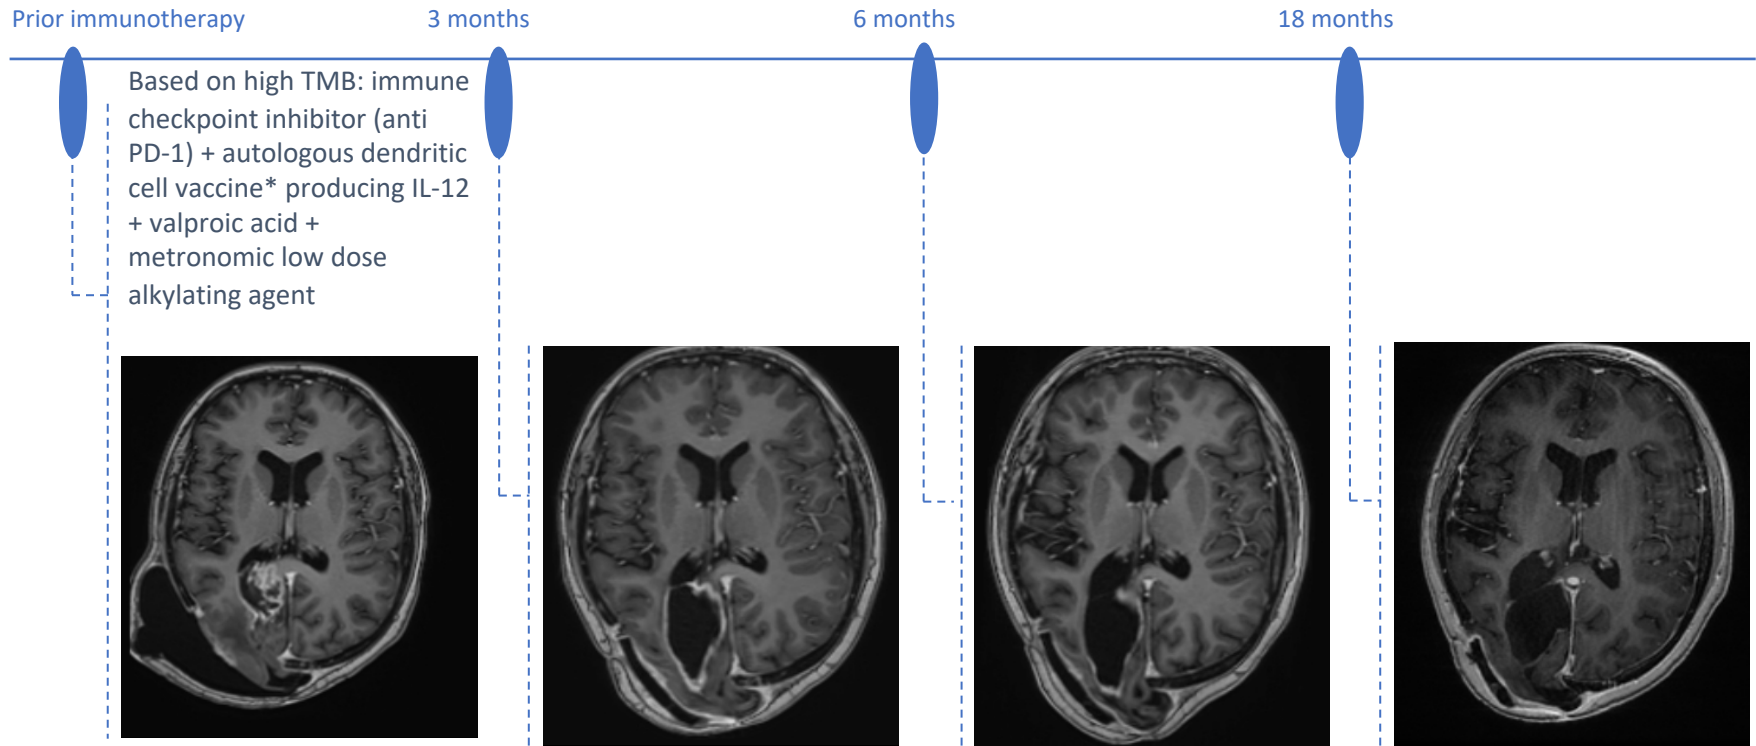 Prior immunotherapy
3 months
6 months
18 months
Based on high TMB: immune
checkpoint inhibitor (anti
PD-1) + autologous dendritic
cell vaccine* producing IL-12
+ valproic acid +
metronomic low dose
alkylating agent